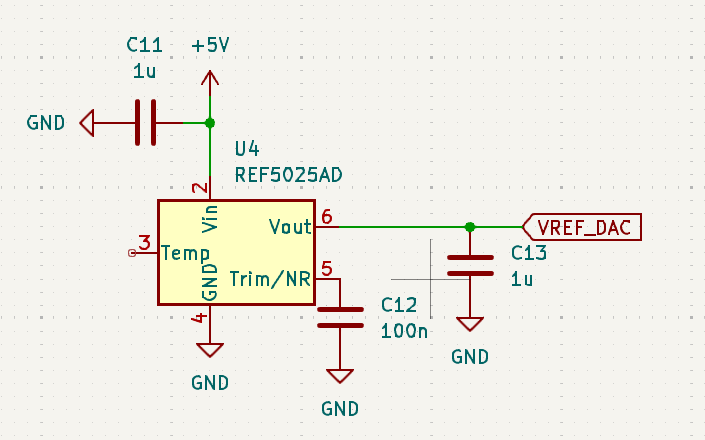 C11
+5V
1u
GND
U4
REF5025AD
2
Vin
Vout
6
VREF_DAC
3
Temp
GND
Trim/NR
5
4
C13
1u
C12
100n
GND
GND
GND